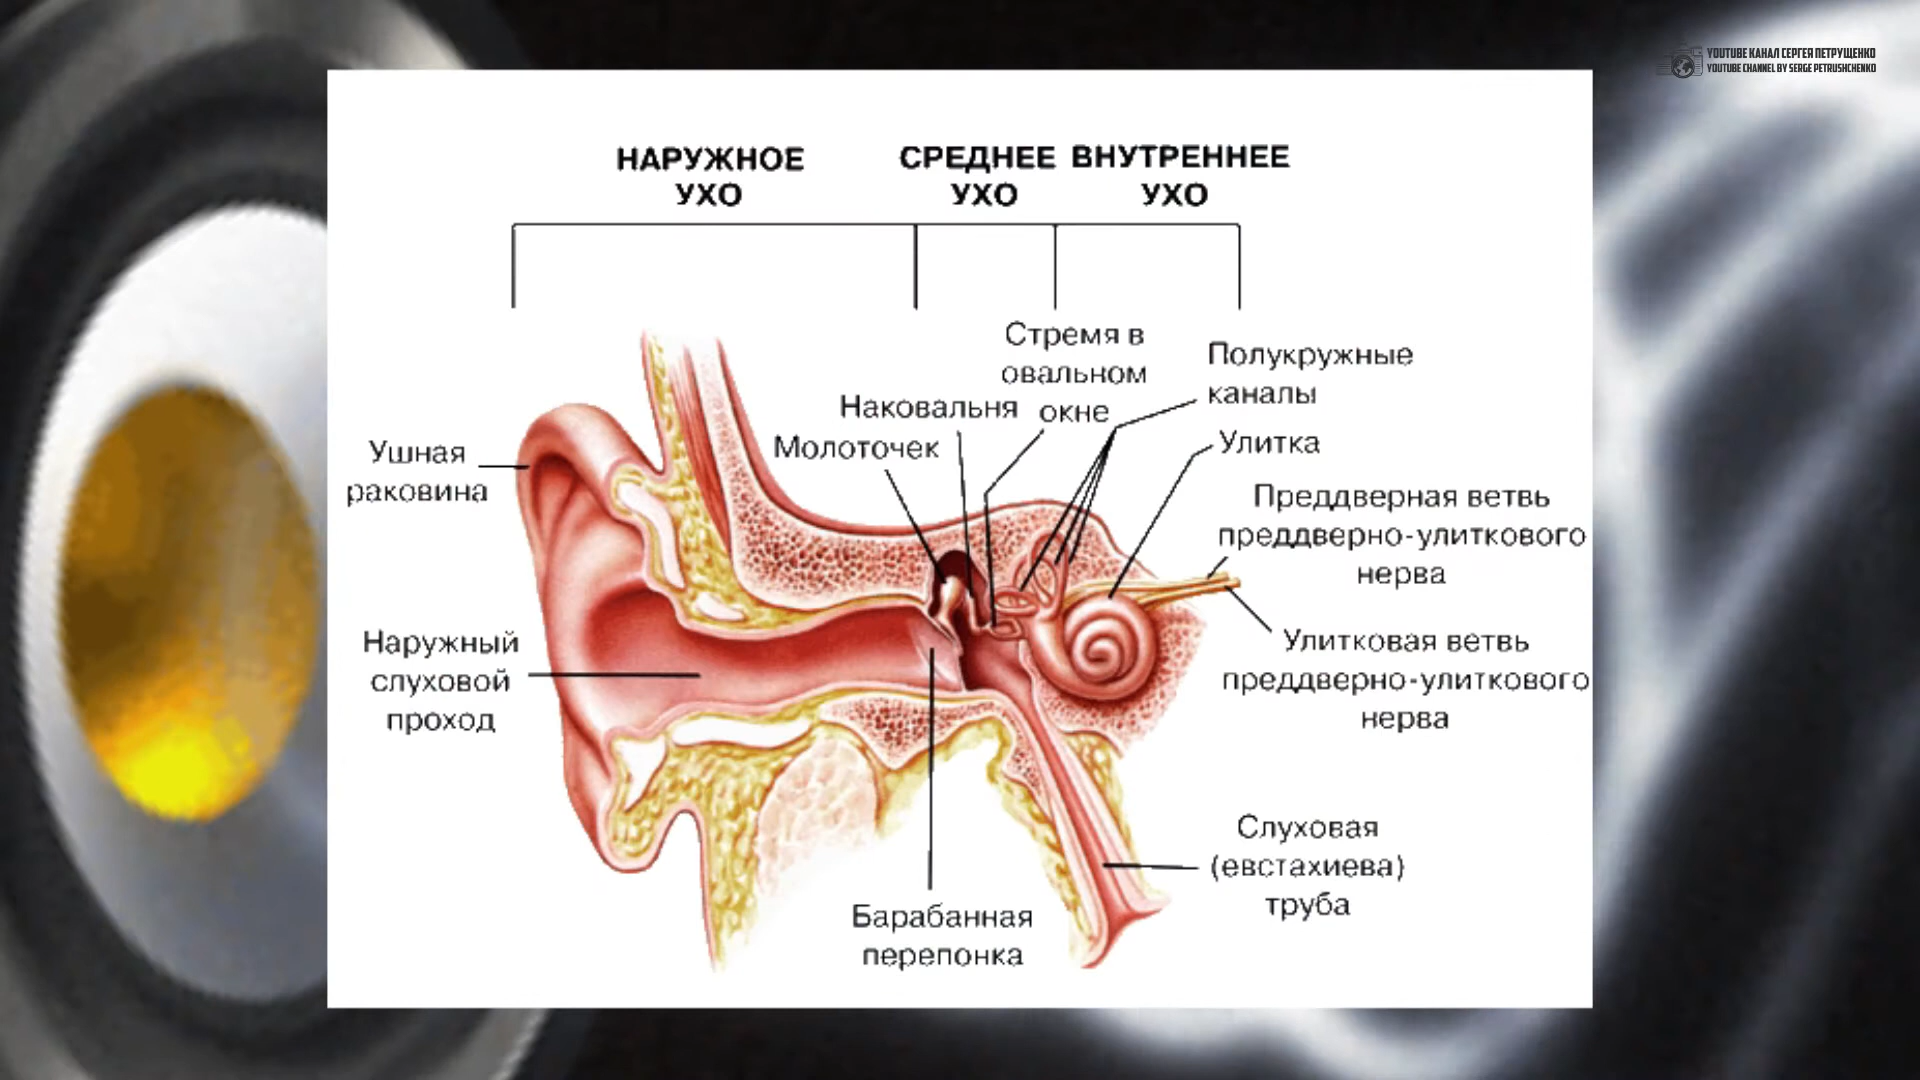 YOUTUBE КАНАЛ СЕРГЕЯ ПЕТРУЩЕНКО
YOUTUBE CHANNEL BY SERGE PETRUSHCHENKO
НАРУЖНОЕ
УХО
СРЕДНЕЕ
УХО
ВНУТРЕННЕЕ
УХО
Стремя в
овальном
окне
Полукружные
каналы
Наковальня
Молоточек
Улитка
Ушная
раковина
Преддверная ветвь
преддверно-улиткового
нерва
Наружный
слуховой
проход
Улитковая ветвь
преддверно-улиткового
нерва
Слуховая
(евстахиева)
труба
Барабанная
перепонка